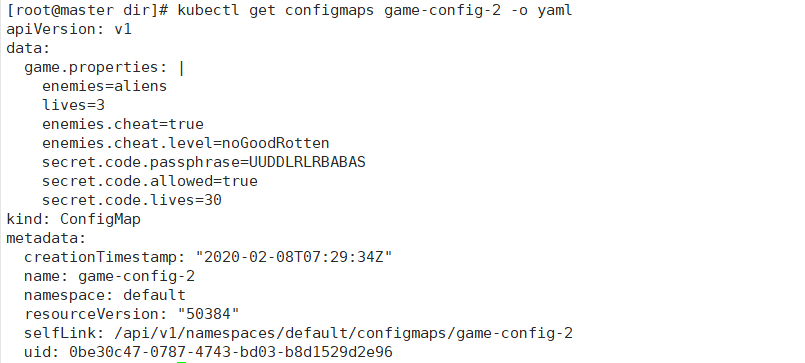 [root@master dir]# kubectl get configmaps game-config-2 -o yaml
apiVersion: v1
data:
  game.properties: |
    enemies=aliens
    lives=3
    enemies.cheat=true
    enemies.cheat.level=noGoodRotten
    secret.code.passphrase=UUDDLRLRBABAS
    secret.code.allowed=true
    secret.code.lives=30
kind: ConfigMap
metadata:
  creationTimestamp: "2020-02-08T07:29:34Z"
  name: game-config-2
  namespace: default
  resourceVersion: "50384"
  selfLink: /api/v1/namespaces/default/configmaps/game-config-2
  uid: 0be30c47-0787-4743-bd03-b8d1529d2e96